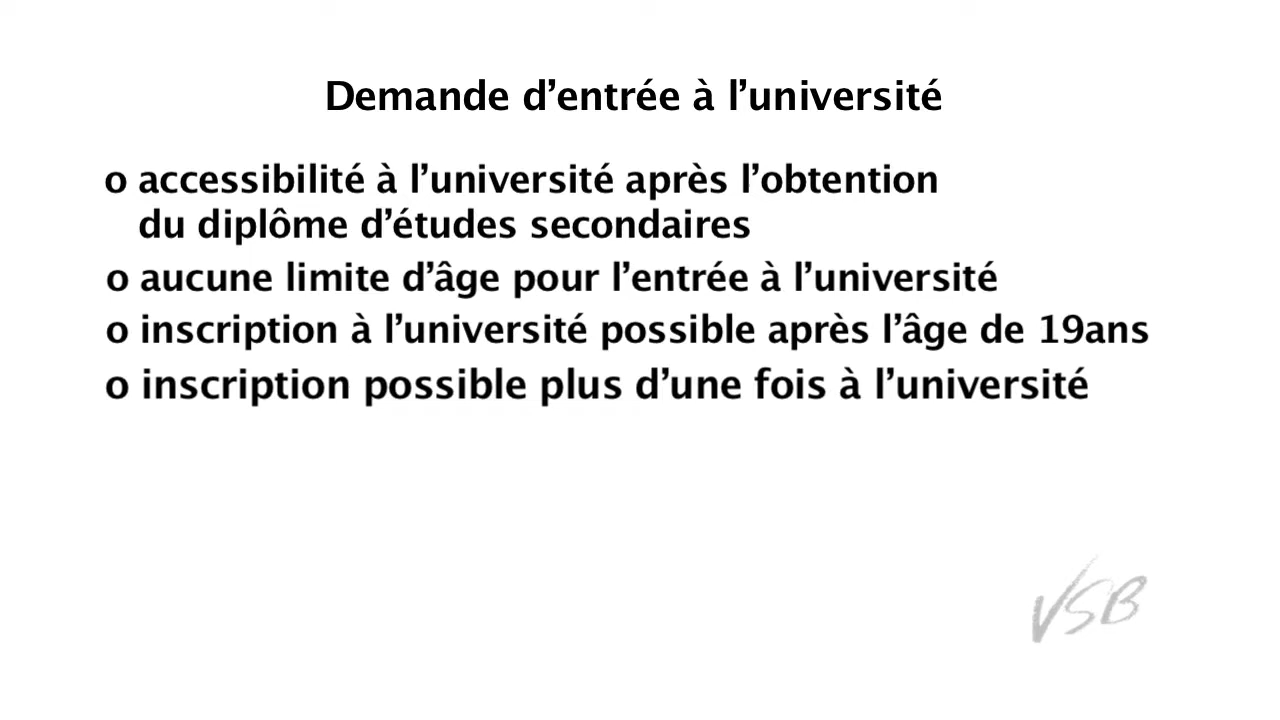 Demande d’entrée à l’université
o accessibilité à l’université après l’obtention
du diplôme d’études secondaires
o aucune limite d’âge pour l’entrée à l’université
o inscription à l’université possible après l’âge de 19ans
o inscription possible plus d’une fois à l’université
VSB